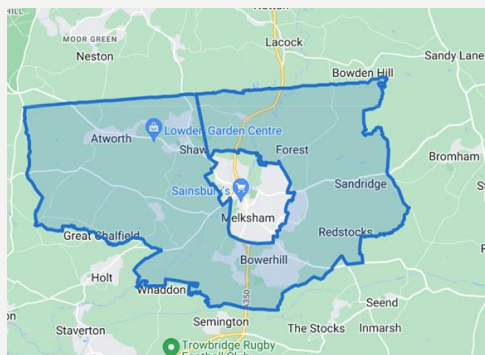 MOOR GREEN
Neston
Lacock
Sandy Lane
Bowden Hill
Lowden Garden Centre
Atworth
Shaw
Forest
Bromham
Sainsbury's
Sandridge
Melksham
Great Chalfield
Redstocks
Bowerhill
Holt
Whaddon
A350
Seend
Semington
Staverton
The Stocks
Inmarsh
Trowbridge Rugby
Football Club